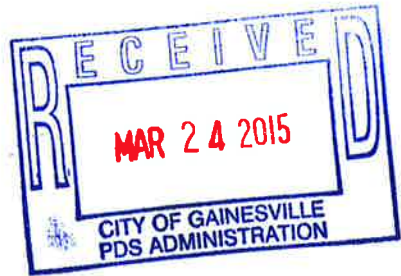 RECEIVED
MAR 24 2015
CITY OF GAINESVILLE
PDS ADMINISTRATION